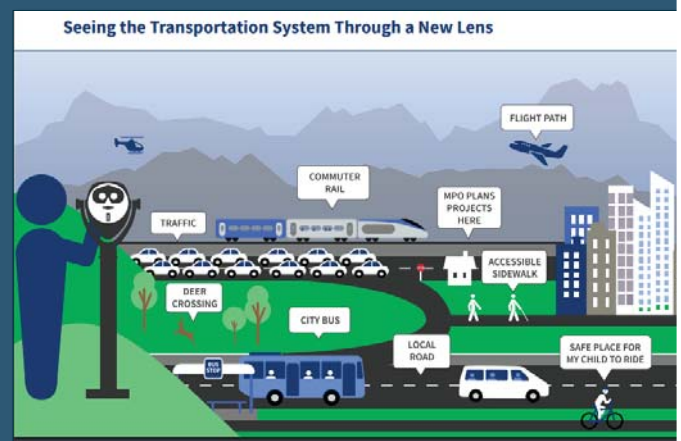 Seeing the Transportation System Through a New Lens
FLIGHT PATH
COMMUTER
RAIL
MPO PLANS
PROJECTS
HERE
TRAFFIC
ACCESSIBLE
SIDEWALK
DEER
CROSSING
CITY BUS
LOCAL
ROAD
SAFE PLACE FOR
MY CHILD TO RIDE
BUS
STOP